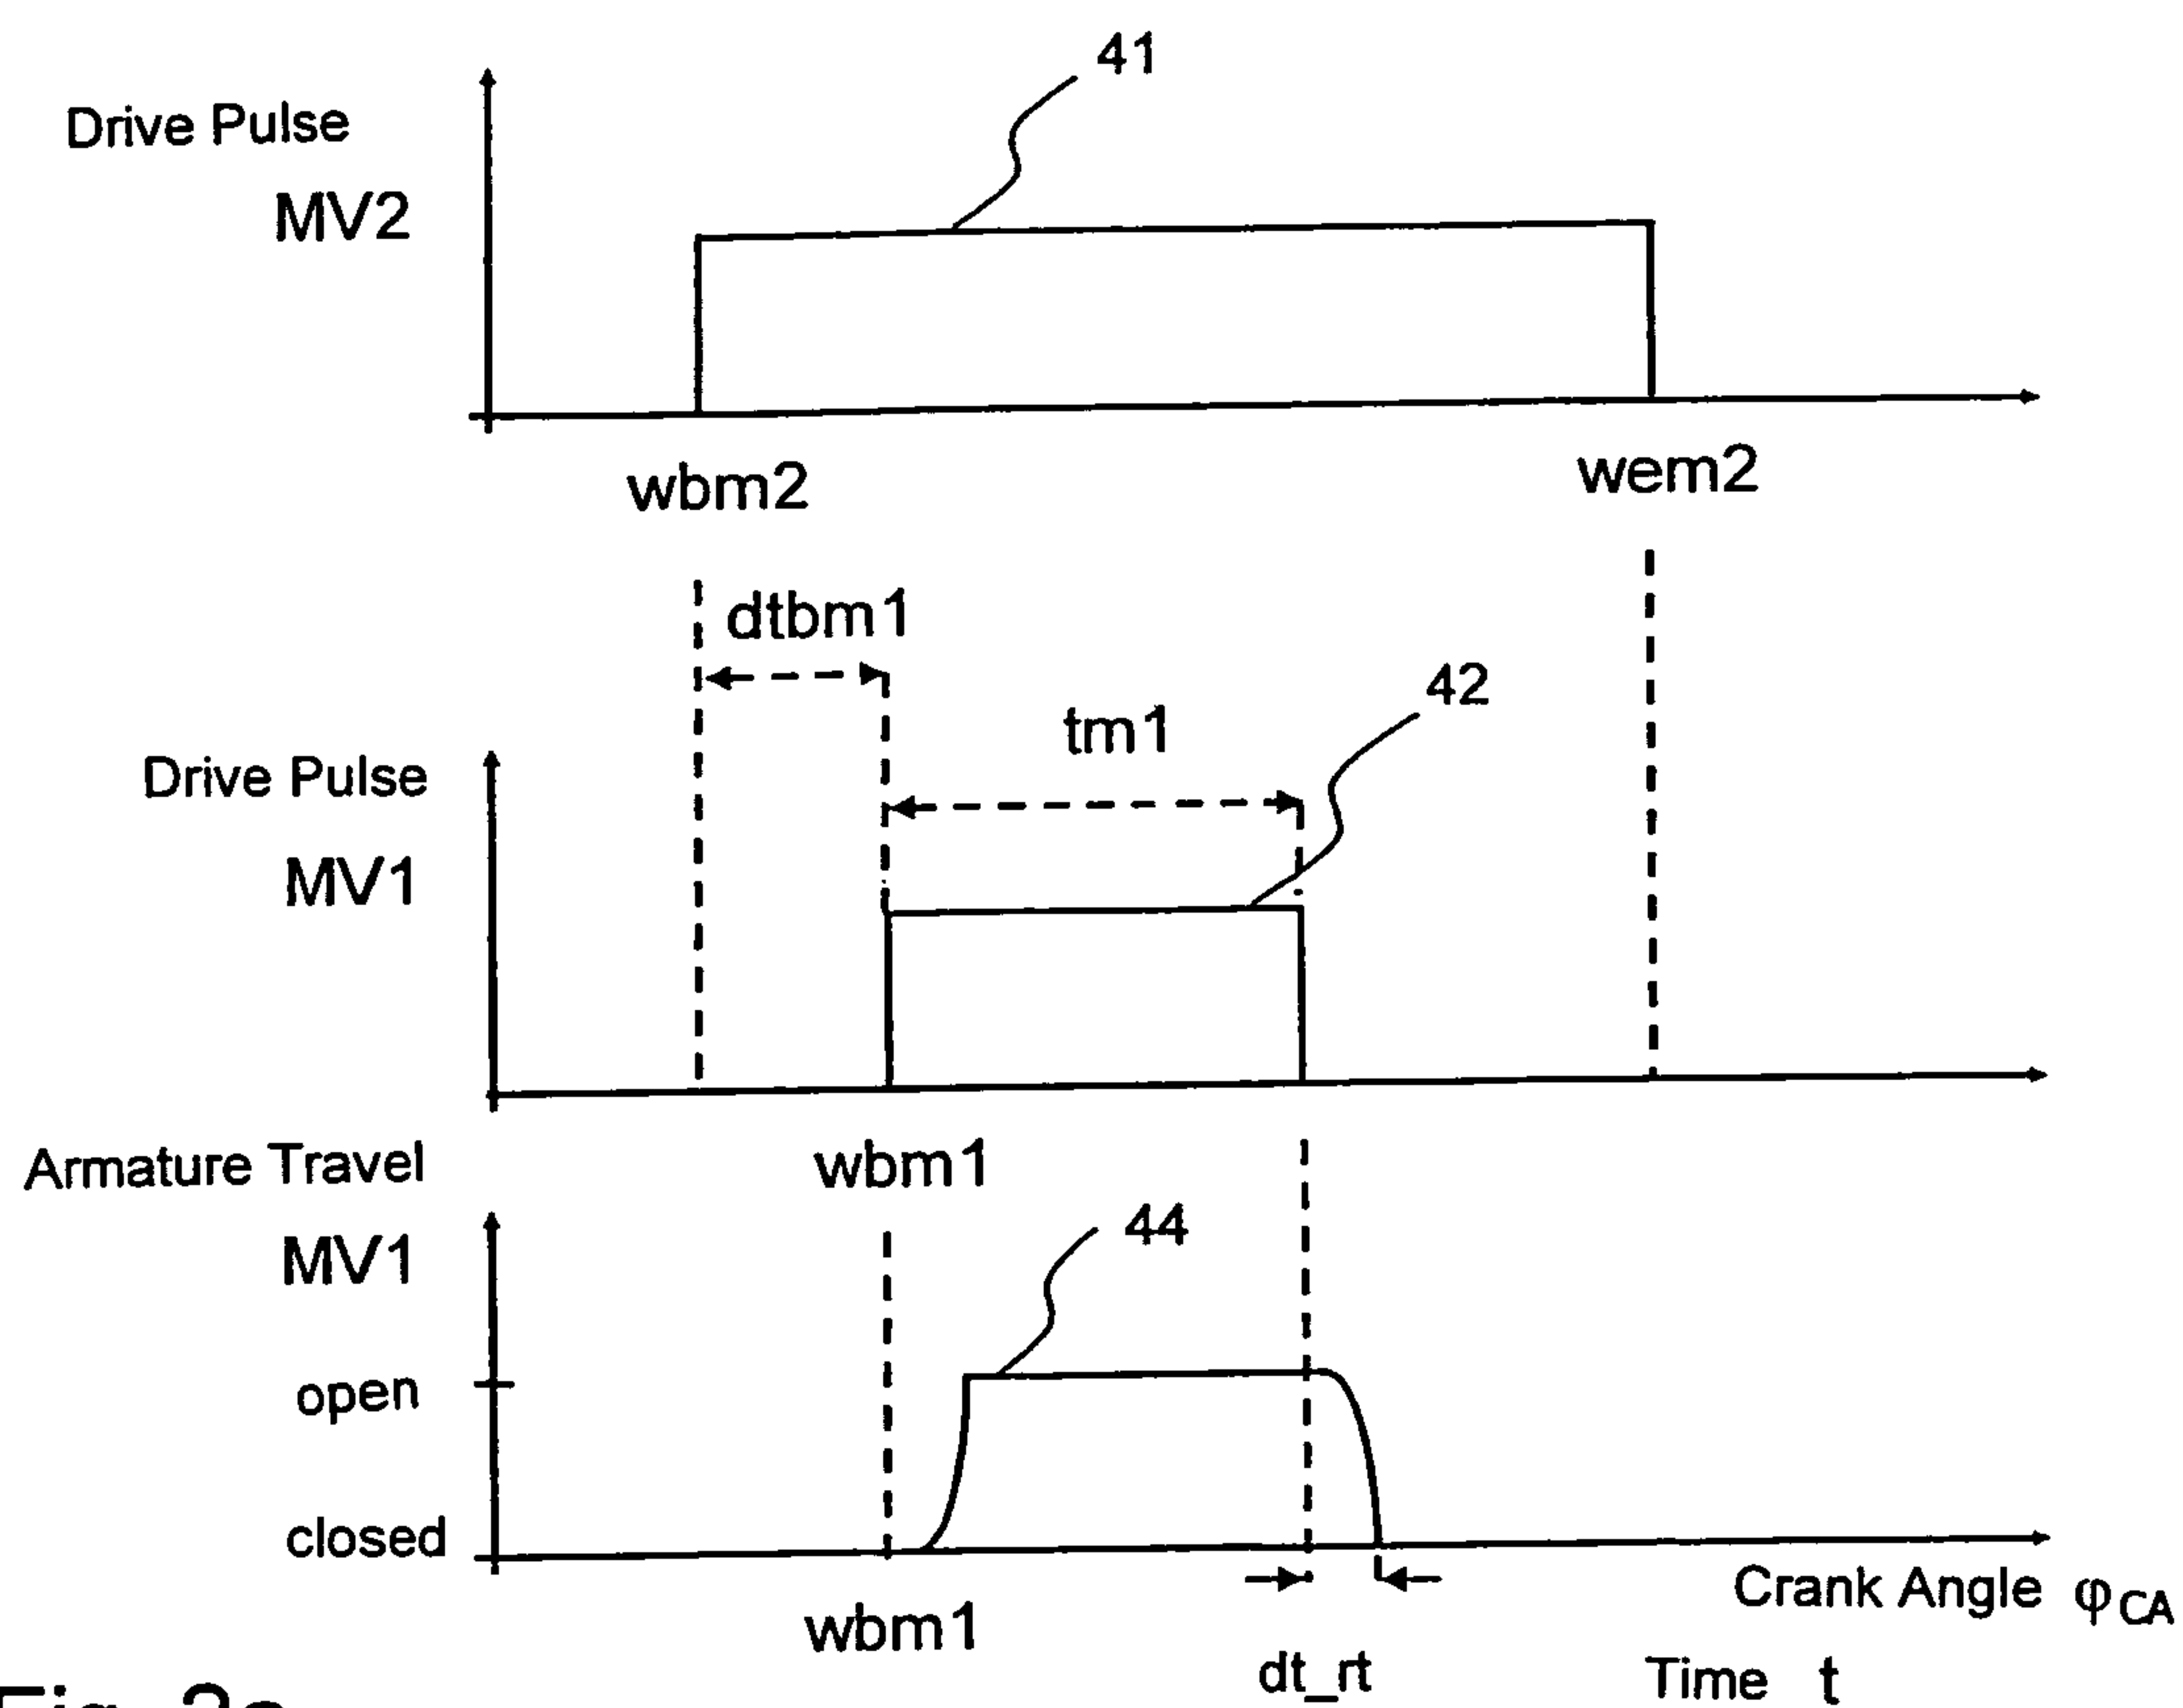 41
Drive Pulse
MV2
wbm2
wem2
dtbm1
42
tm1
Drive Pulse
MV1
Armature Travel
wbm1
44
MV1
open
closed
Crank Angle φCA
wbm1
dt_rt
Time t